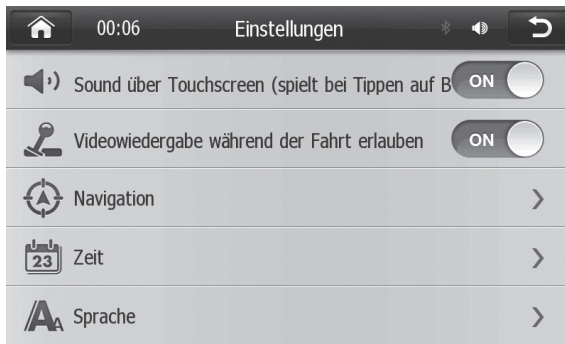 00:06 Einstellungen
Sound über Touchscreen (spielt bei Tippen auf B ON
Videowiedergabe während der Fahrt erlauben ON
Navigation
23 Zeit
AA Sprache